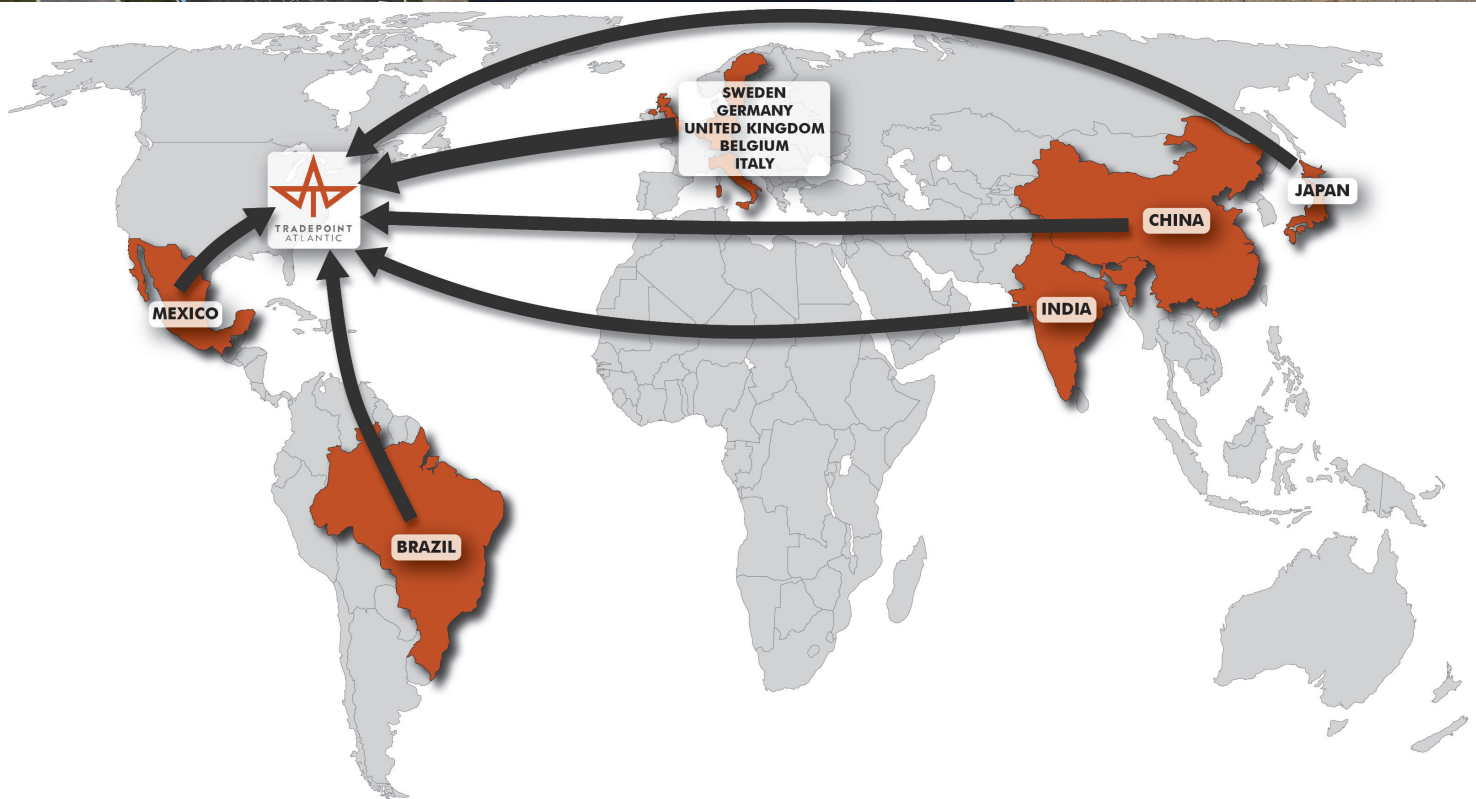 SWEDEN
GERMANY
UNITED KINGDOM
BELGIUM
ITALY
JAPAN
CHINA
TRADEPOINT
ATLANTIC
MEXICO
INDIA
BRAZIL